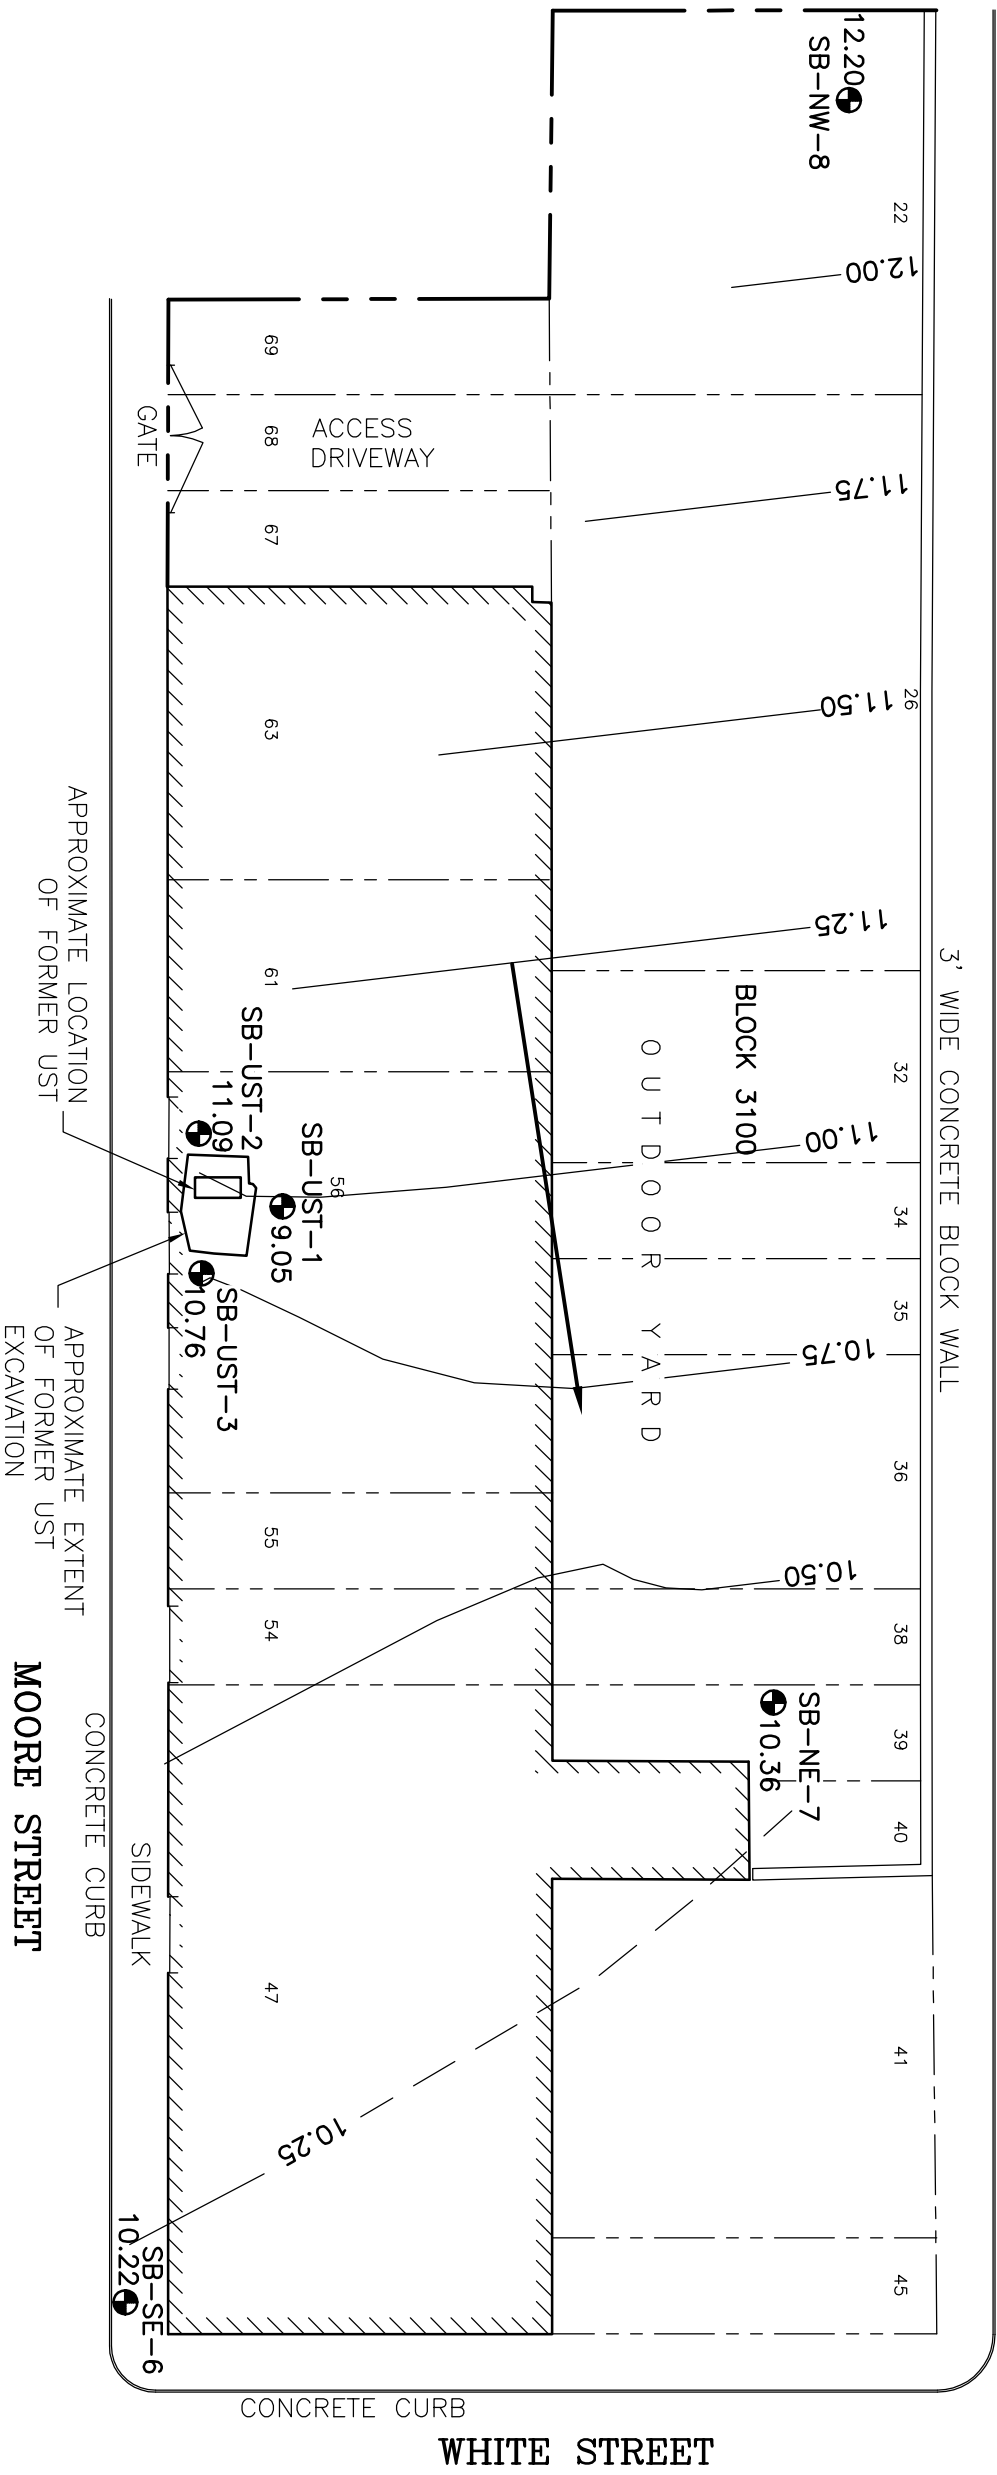 12.20
SB-NW-8
22
12.00
69
68
67
GATE
ACCESS
DRIVEWAY
11.75
26
11.50
63
11.25
61
3' WIDE CONCRETE BLOCK WALL
BLOCK 3100
OUTDOOR YARD
32
11.00
34
35
10.75
36
10.50
38
39
40
41
45
APPROXIMATE LOCATION
OF FORMER UST
SB-UST-2
11.09
SB-UST-1
9.05
56
SB-UST-3
10.76
APPROXIMATE EXTENT
OF FORMER UST
EXCAVATION
55
54
47
SB-NE-7
10.36
10.25
SB-SE-6
10.22
SIDEWALK
CONCRETE CURB
MOORE STREET
CONCRETE CURB
WHITE STREET